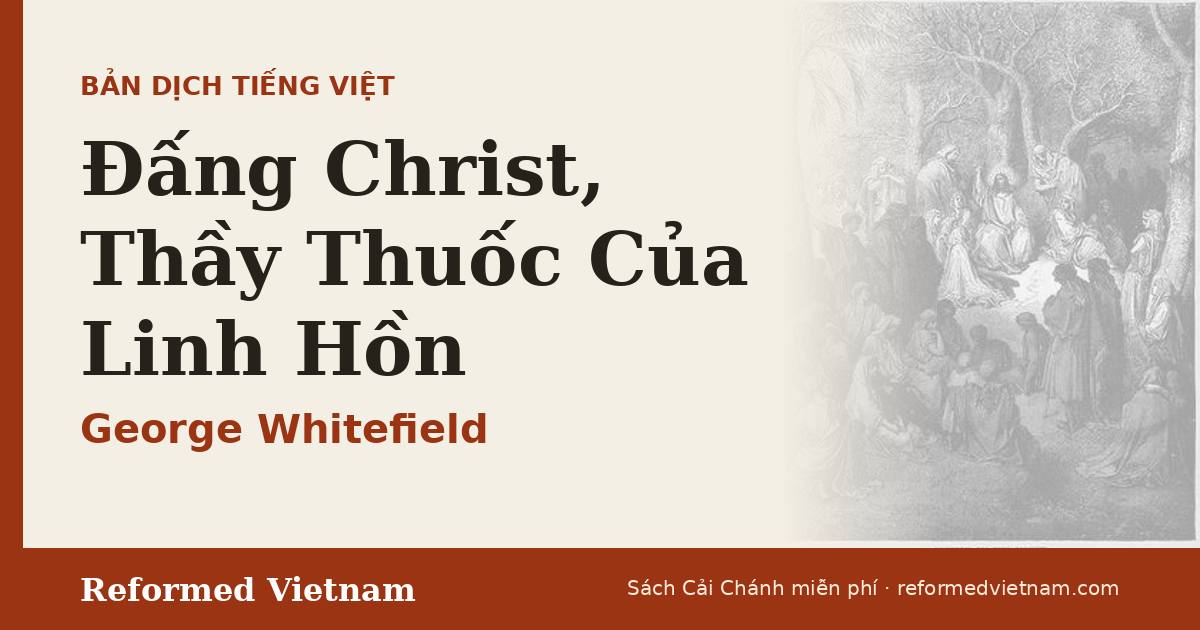 BẢN DỊCH TIẾNG VIỆT
Đấng Christ,
Thầy Thuốc Của
Linh Hồn
George Whitefield
Reformed Vietnam
Sách Cải Chánh miễn phí · reformedvietnam.com